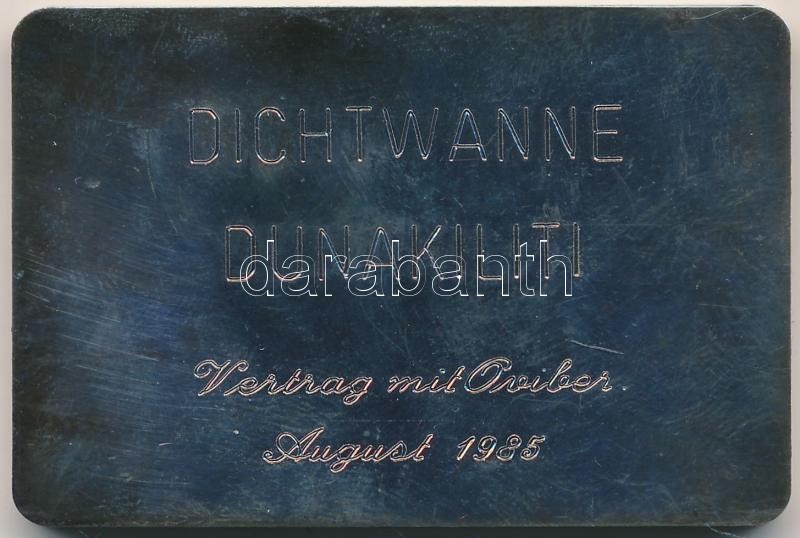 DICHTWANNE
DUNAKILITI
darabanth
Vertrag mit Oviber.
August 1985